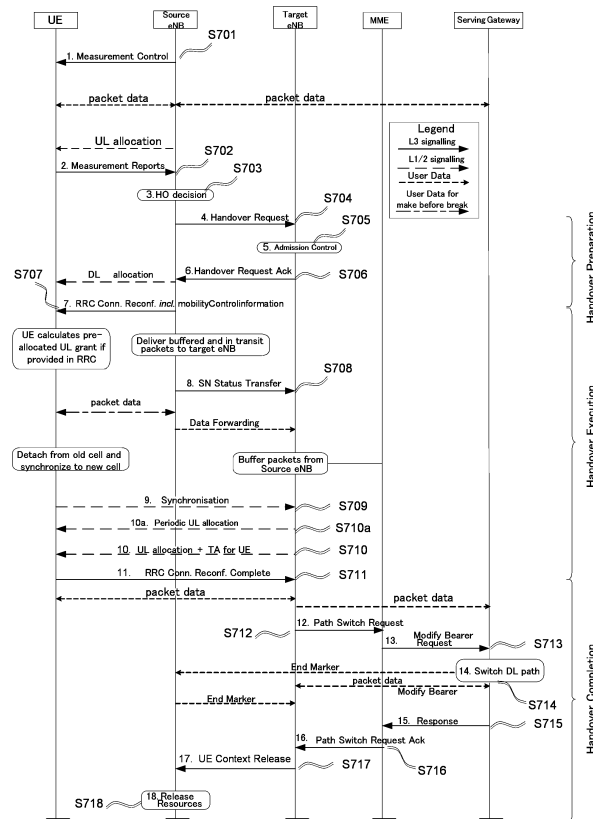 UE
Source
eNB
Target
eNB
MME
Serving Gateway
S701
1. Measurement Control
packet data
packet data
UL allocation
S702
2. Measurement Reports
S703
3. HO decision
Legend
L3 signalling
L1/2 signalling
User Data
User Data for
make before break
S704
4. Handover Request
S705
5. Admission Control
S707
DL allocation
6.Handover Request Ack
S706
7. RRC Conn. Reconf. incl. mobilityControlinformation
Handover Preparation
UE calculates pre-
allocated UL grant if
provided in RRC
Deliver buffered and in transit
packets to target eNB
S708
8. SN Status Transfer
packet data
Data Forwarding
Detach from old cell and
synchronize to new cell
Buffer packets from
Source eNB
Handover Execution
9. Synchronisation
S709
10a. Periodic UL allocation
S710a
10. UL allocation + TA for UE
S710
11. RRC Conn. Reconf. Complete
S711
packet data
packet data
S712
12. Path Switch Request
13. Modify Bearer
Request
S713
End Marker
14. Switch DL path
packet data
Modify Bearer
End Marker
S714
15. Response
S715
16. Path Switch Request Ack
17. UE Context Release
S717
S716
S718
18. Release
Resources
Handover Completion